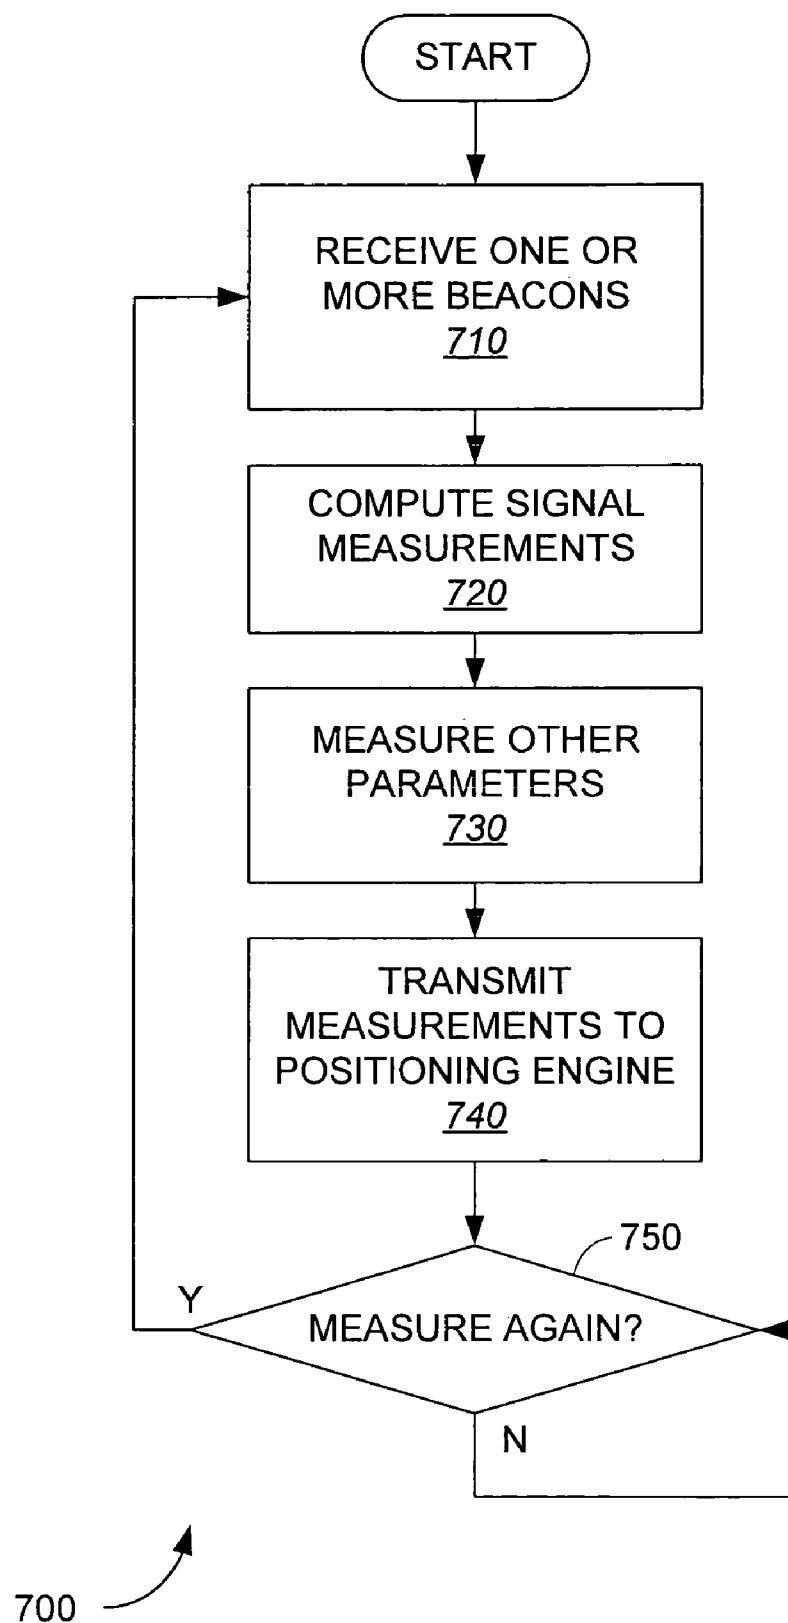 START
RECEIVE ONE OR
MORE BEACONS
710
COMPUTE SIGNAL
MEASUREMENTS
720
MEASURE OTHER
PARAMETERS
730
TRANSMIT
MEASUREMENTS TO
POSITIONING ENGINE
740
750
Y
MEASURE AGAIN?
N
700